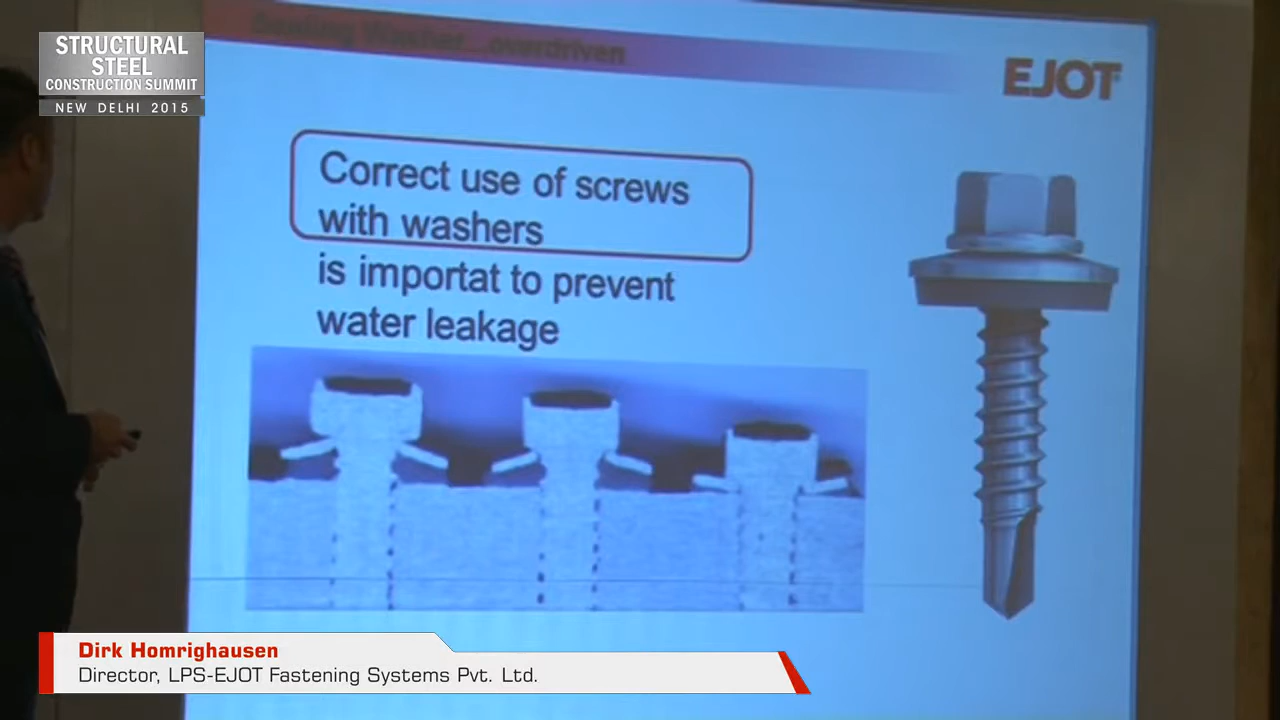 STRUCTURAL
STEEL
CONSTRUCTION SUMMIT
NEW DELHI 2015
Sealing Washer...overdriven
EJOT
Correct use of screws
with washers
is importat to prevent
water leakage
Dirk Homrighausen
Director, LPS-EJOT Fastening Systems Pvt. Ltd.